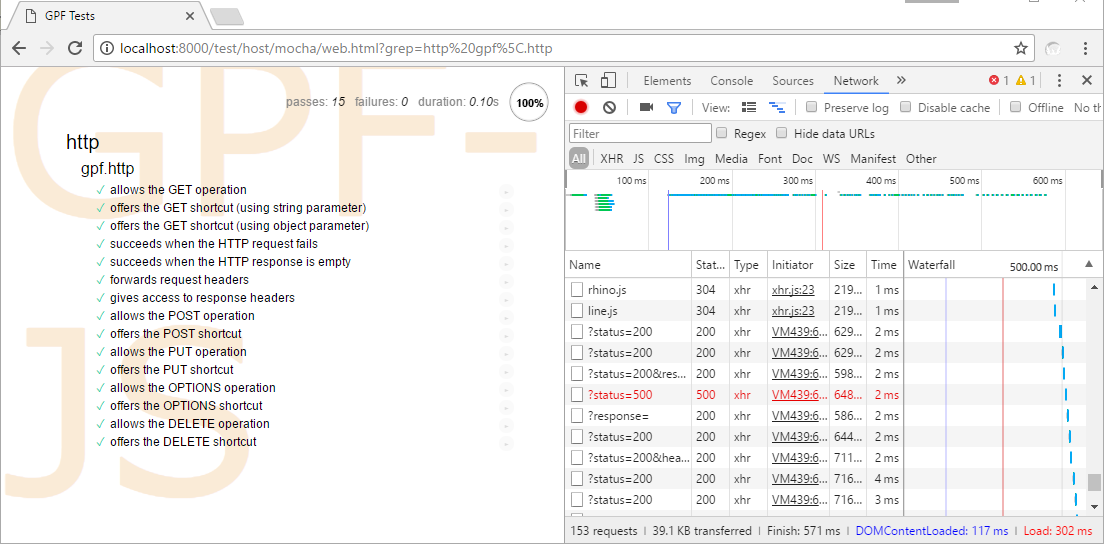 GPF Tests
localhost:8000/test/host/mocha/web.html?grep=http%20gpf%5C.http
GPF-
JS
passes: 15 failures: 0 duration: 0.10s 100%
http
gpf.http
✓ allows the GET operation
✓ offers the GET shortcut (using string parameter)
✓ offers the GET shortcut (using object parameter)
✓ succeeds when the HTTP request fails
✓ succeeds when the HTTP response is empty
✓ forwards request headers
✓ gives access to response headers
✓ allows the POST operation
✓ offers the POST shortcut
✓ allows the PUT operation
✓ offers the PUT shortcut
✓ allows the OPTIONS operation
✓ offers the OPTIONS shortcut
✓ allows the DELETE operation
✓ offers the DELETE shortcut
Elements Console Sources Network » 1 1
View: Preserve log Disable cache Offline No th
Filter Regex Hide data URLs
All XHR JS CSS Img Media Font Doc WS Manifest Other
100 ms 200 ms 300 ms 400 ms 500 ms 600 ms
Name Stat... Type Initiator Size Time Waterfall 500.00 ms
rhino.js 304 xhr xhr.js:23 219... 1 ms
line.js 304 xhr xhr.js:23 219... 1 ms
?status=200 200 xhr VM439:6... 629... 2 ms
?status=200 200 xhr VM439:6... 629... 2 ms
?status=200&res... 200 xhr VM439:6... 598... 2 ms
?status=500 500 xhr VM439:6... 648... 2 ms
?response= 200 xhr VM439:6... 586... 2 ms
?status=200 200 xhr VM439:6... 644... 2 ms
?status=200&hea... 200 xhr VM439:6... 711... 2 ms
?status=200 200 xhr VM439:6... 716... 4 ms
?status=200 200 xhr VM439:6... 716... 3 ms
153 requests | 39.1 KB transferred | Finish: 571 ms | DOMContentLoaded: 117 ms | Load: 302 ms